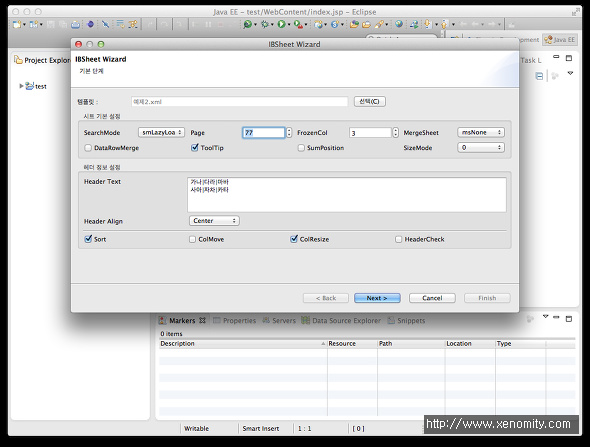 Java EE – test/WebContent/index.jsp – Eclipse
Development
Java EE
Project Explor
Task L
test
IBSheet Wizard
IBSheet Wizard
기본 단계
템플릿 :
예제2.xml
선택(C)
시트 기본 설정
SearchMode
smLazyLoa
Page
77
FrozenCol
3
MergeSheet
msNone
DataRowMerge
ToolTip
SumPosition
SizeMode
0
헤더 정보 설정
Header Text
가나|다라|마바
사아|자차|카타
Header Align
Center
Sort
ColMove
ColResize
HeaderCheck
< Back
Next >
Cancel
Finish
Markers
Properties
Servers
Data Source Explorer
Snippets
0 items
Description
Resource
Path
Location
Type
Writable
Smart Insert
1 : 1
[ 0 ]
http://www.xenomity.com